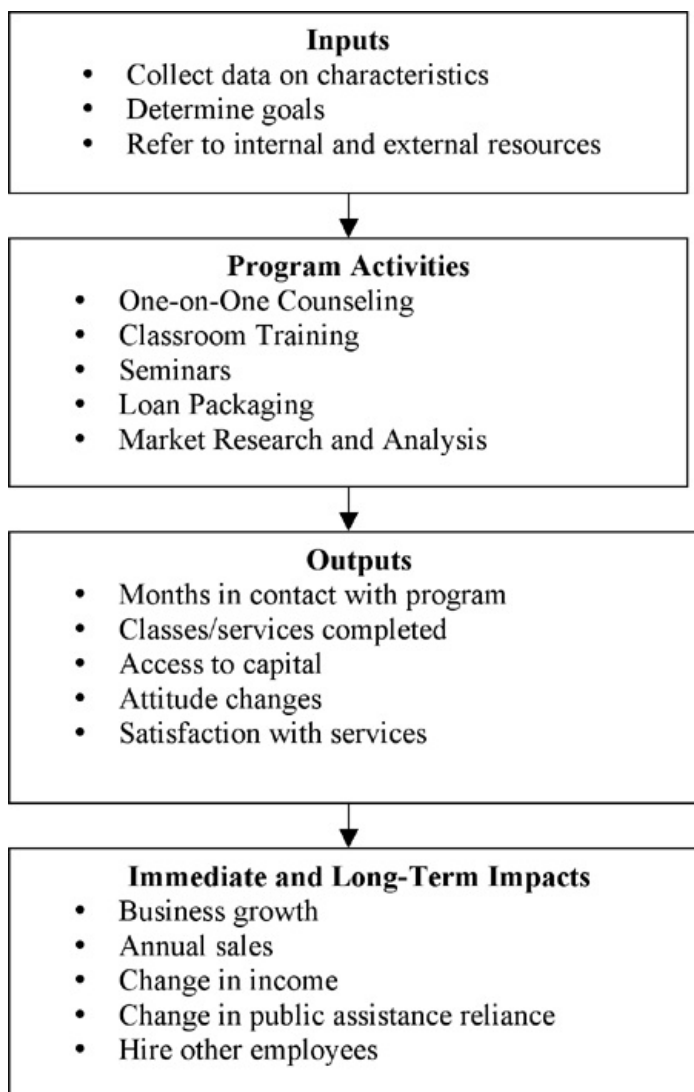 Inputs
• Collect data on characteristics
• Determine goals
• Refer to internal and external resources
Program Activities
• One-on-One Counseling
• Classroom Training
• Seminars
• Loan Packaging
• Market Research and Analysis
Outputs
• Months in contact with program
• Classes/services completed
• Access to capital
• Attitude changes
• Satisfaction with services
Immediate and Long-Term Impacts
• Business growth
• Annual sales
• Change in income
• Change in public assistance reliance
• Hire other employees